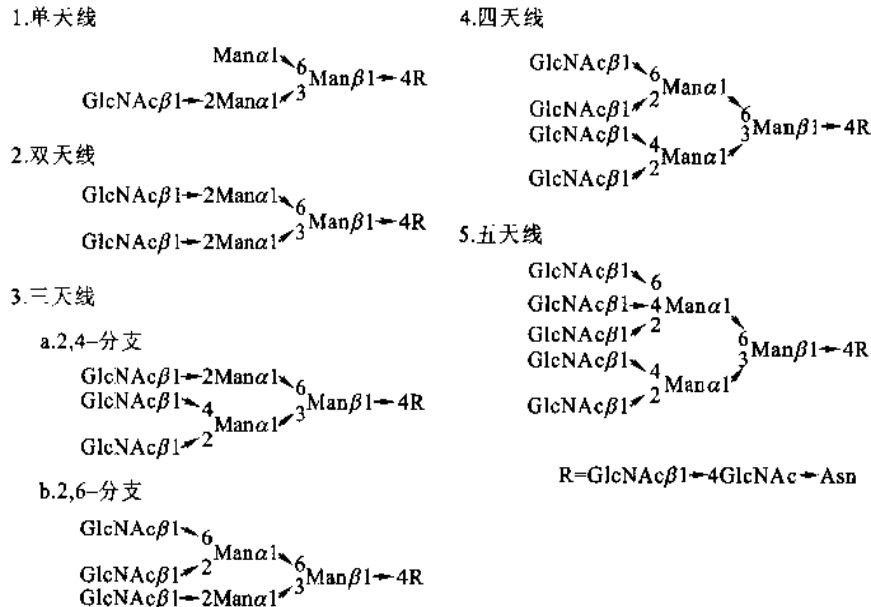 1.单天线
Manα1↘6
Manβ1→4R
GlcNAcβ1→2Manα1↗3
2.双天线
GlcNAcβ1→2Manα1↘6
Manβ1→4R
GlcNAcβ1→2Manα1↗3
3.三天线
a.2,4–分支
GlcNAcβ1→2Manα1↘6
GlcNAcβ1↘4
Manβ1→4R
Manα1↗3
GlcNAcβ1↗2
b.2,6–分支
GlcNAcβ1↘6
Manα1↘6
GlcNAcβ1↗2
Manβ1→4R
GlcNAcβ1→2Manα1↗3
4.四天线
GlcNAcβ1↘6
Manα1↘6
GlcNAcβ1↗2
Manβ1→4R
GlcNAcβ1↘4
Manα1↗3
GlcNAcβ1↗2
5.五天线
GlcNAcβ1↘6
GlcNAcβ1→4Manα1↘6
GlcNAcβ1↗2
Manβ1→4R
GlcNAcβ1↘4
Manα1↗3
GlcNAcβ1↗2
R=GlcNAcβ1→4GlcNAc→Asn